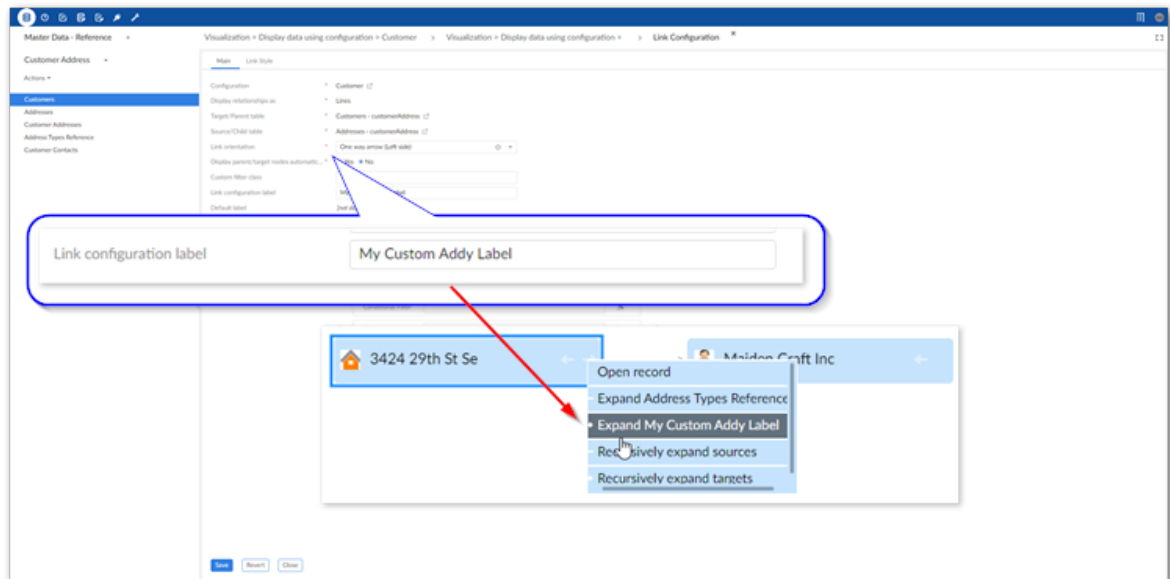 Master Data - Reference
Visualization > Display data using configuration > Customer > Visualization > Display data using configuration > > Link Configuration ×
Customer Address
Actions
Customers
Addresses
Customer Addresses
Address Types Reference
Customer Contacts
Main Link Style
Configuration * Customer
Display relationships as * Lines
Target/Parent table * Customers - customerAddress
Source/Child table * Addresses - customerAddress
Link orientation * One way arrow (Left side)
Display parent/target nodes automatic... * No
Custom filter class
Link configuration label
Default label
Link configuration label My Custom Addy Label
3424 29th St Se
Maiden Craft Inc
Open record
Expand Address Types Reference
Expand My Custom Addy Label
Recursively expand sources
Recursively expand targets
Save Revert Close